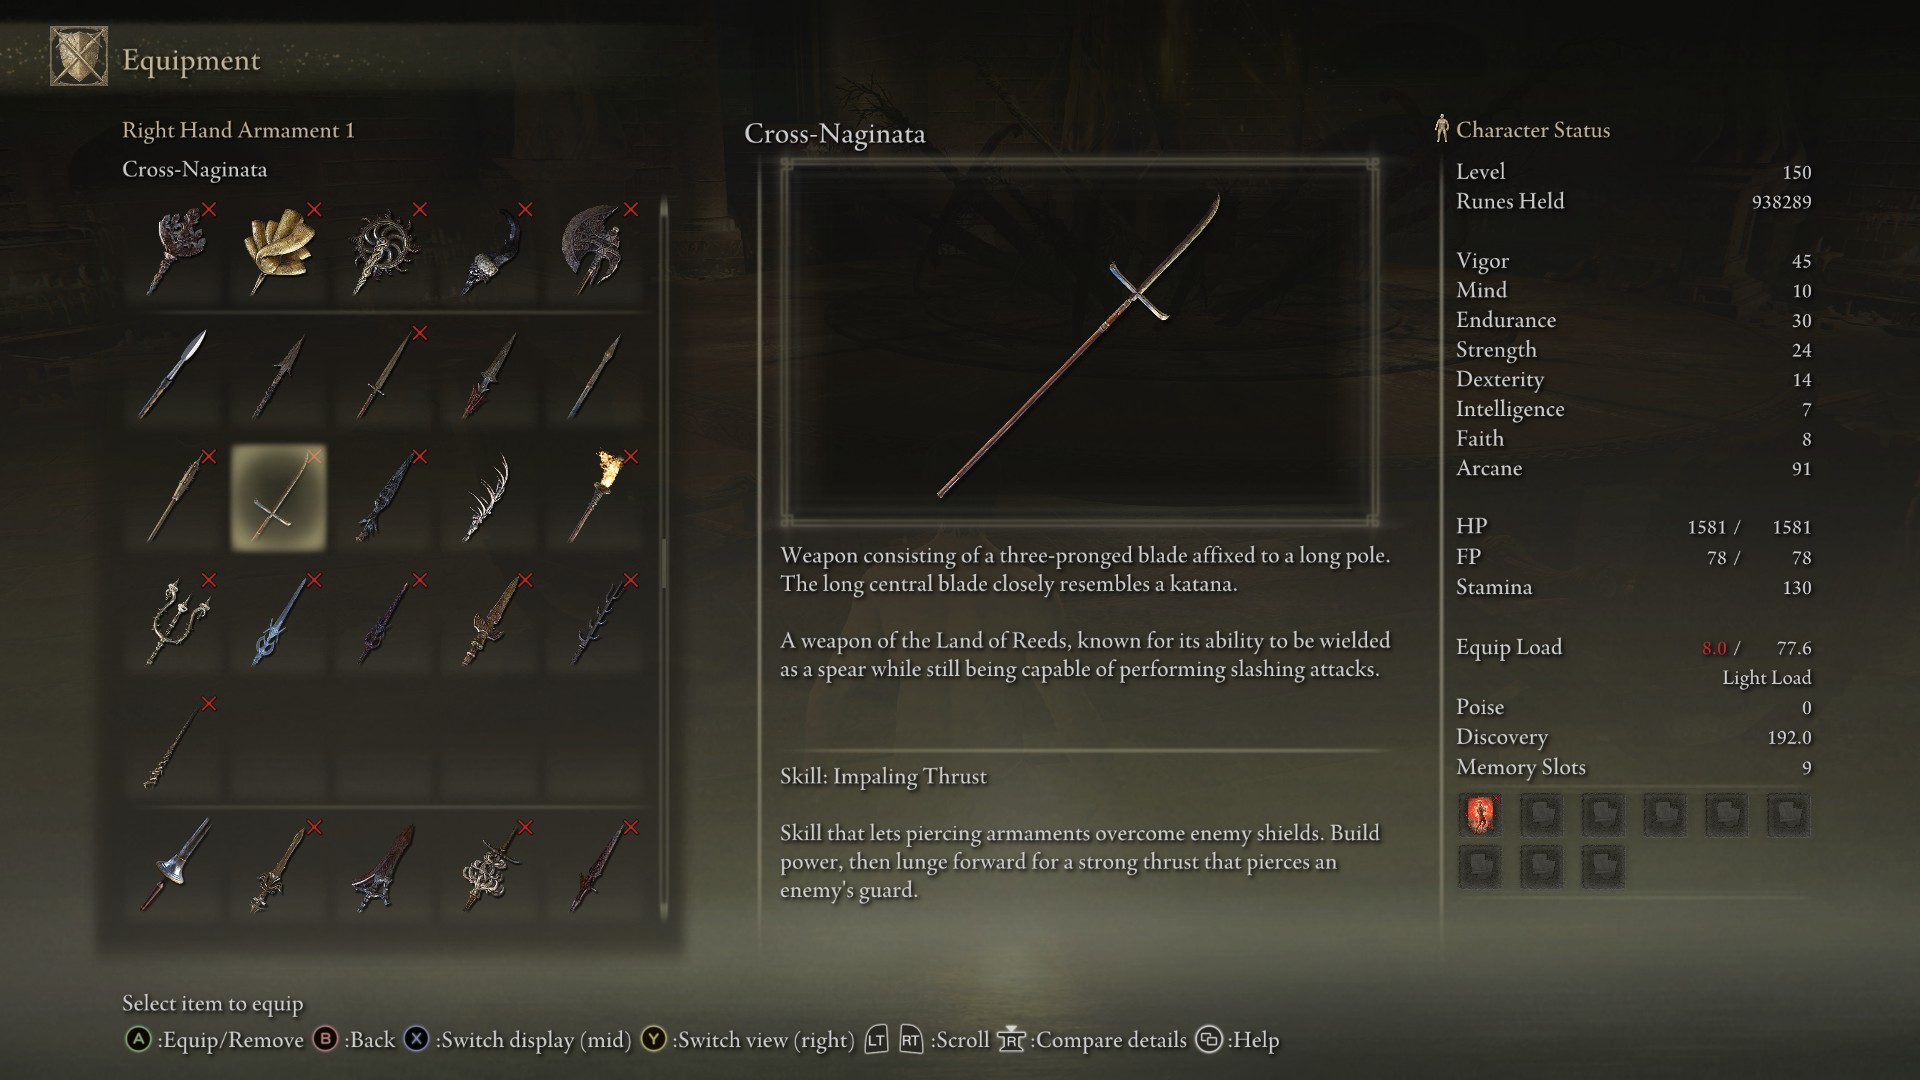 Equipment
Right Hand Armament 1
Cross-Naginata
Cross-Naginata
Weapon consisting of a three-pronged blade affixed to a long pole.
The long central blade closely resembles a katana.
A weapon of the Land of Reeds, known for its ability to be wielded
as a spear while still being capable of performing slashing attacks.
Skill: Impaling Thrust
Skill that lets piercing armaments overcome enemy shields. Build
power, then lunge forward for a strong thrust that pierces an
enemy's guard.
Character Status
Level 150
Runes Held 938289
Vigor 45
Mind 10
Endurance 30
Strength 24
Dexterity 14
Intelligence 7
Faith 8
Arcane 91
HP 1581 / 1581
FP 78 / 78
Stamina 130
Equip Load 8.0 / 77.6
Light Load
Poise 0
Discovery 192.0
Memory Slots 9
Select item to equip
A :Equip/Remove B :Back X :Switch display (mid) Y :Switch view (right) LT RT :Scroll R :Compare details :Help